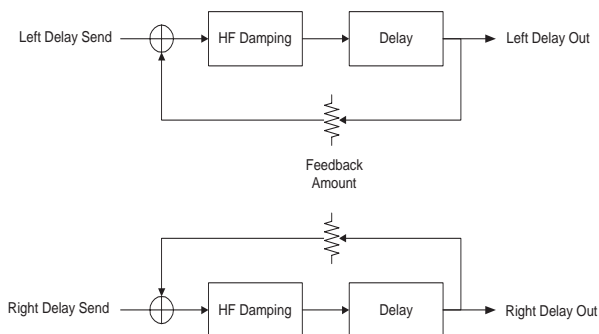 Left Delay Send
HF Damping
Delay
Left Delay Out
Feedback
Amount
Right Delay Send
HF Damping
Delay
Right Delay Out